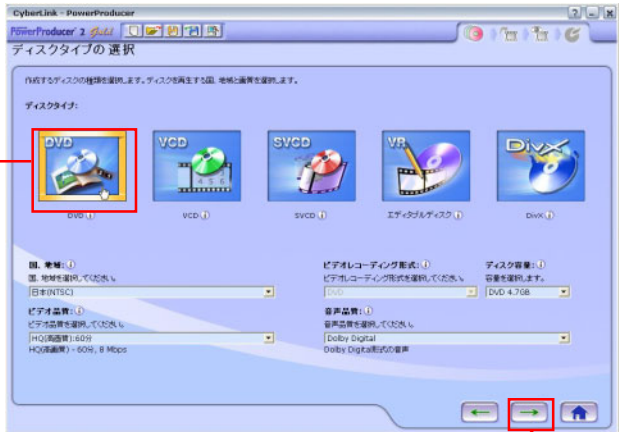 CyberLink - PowerProducer
PowerProducer 2 Gold
ディスクタイプの 選択
作成するディスクの種類を選択します。ディスクを再生する国、地域と画質を選択します。
ディスクタイプ:
DVD VCD SVCD VR DivX
4 5 6
DVD VCD SVCD エディタブルディスク DivX
国、地域: ビデオレコーディング形式: ディスク容量:
国、地域を選択してください。 ビデオレコーディング形式を選択してください。 容量を選択します。
日本(NTSC) DVD DVD 4.7GB
ビデオ品質: 音声品質:
ビデオ品質を選択してください。 音声品質を選択してください。
HQ(高画質):60分 Dolby Digital
HQ(高画質) - 60分, 8 Mbps Dolby Digital形式の音声